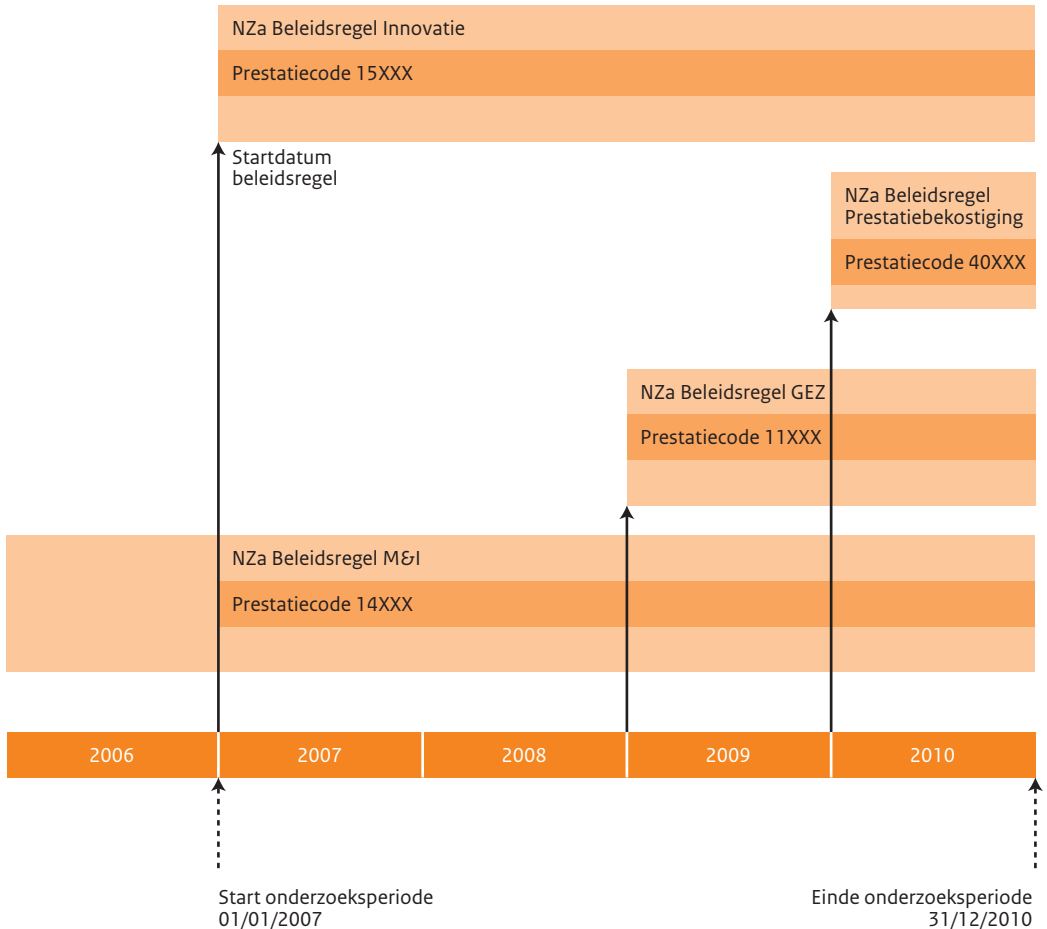 NZa Beleidsregel Innovatie
Prestatiecode 15XXX
Startdatum
beleidsregel
NZa Beleidsregel
Prestatiebekostiging
Prestatiecode 40XXX
NZa Beleidsregel GEZ
Prestatiecode 11XXX
NZa Beleidsregel M&I
Prestatiecode 14XXX
2006 2007 2008 2009 2010
Start onderzoeksperiode
01/01/2007
Einde onderzoeksperiode
31/12/2010